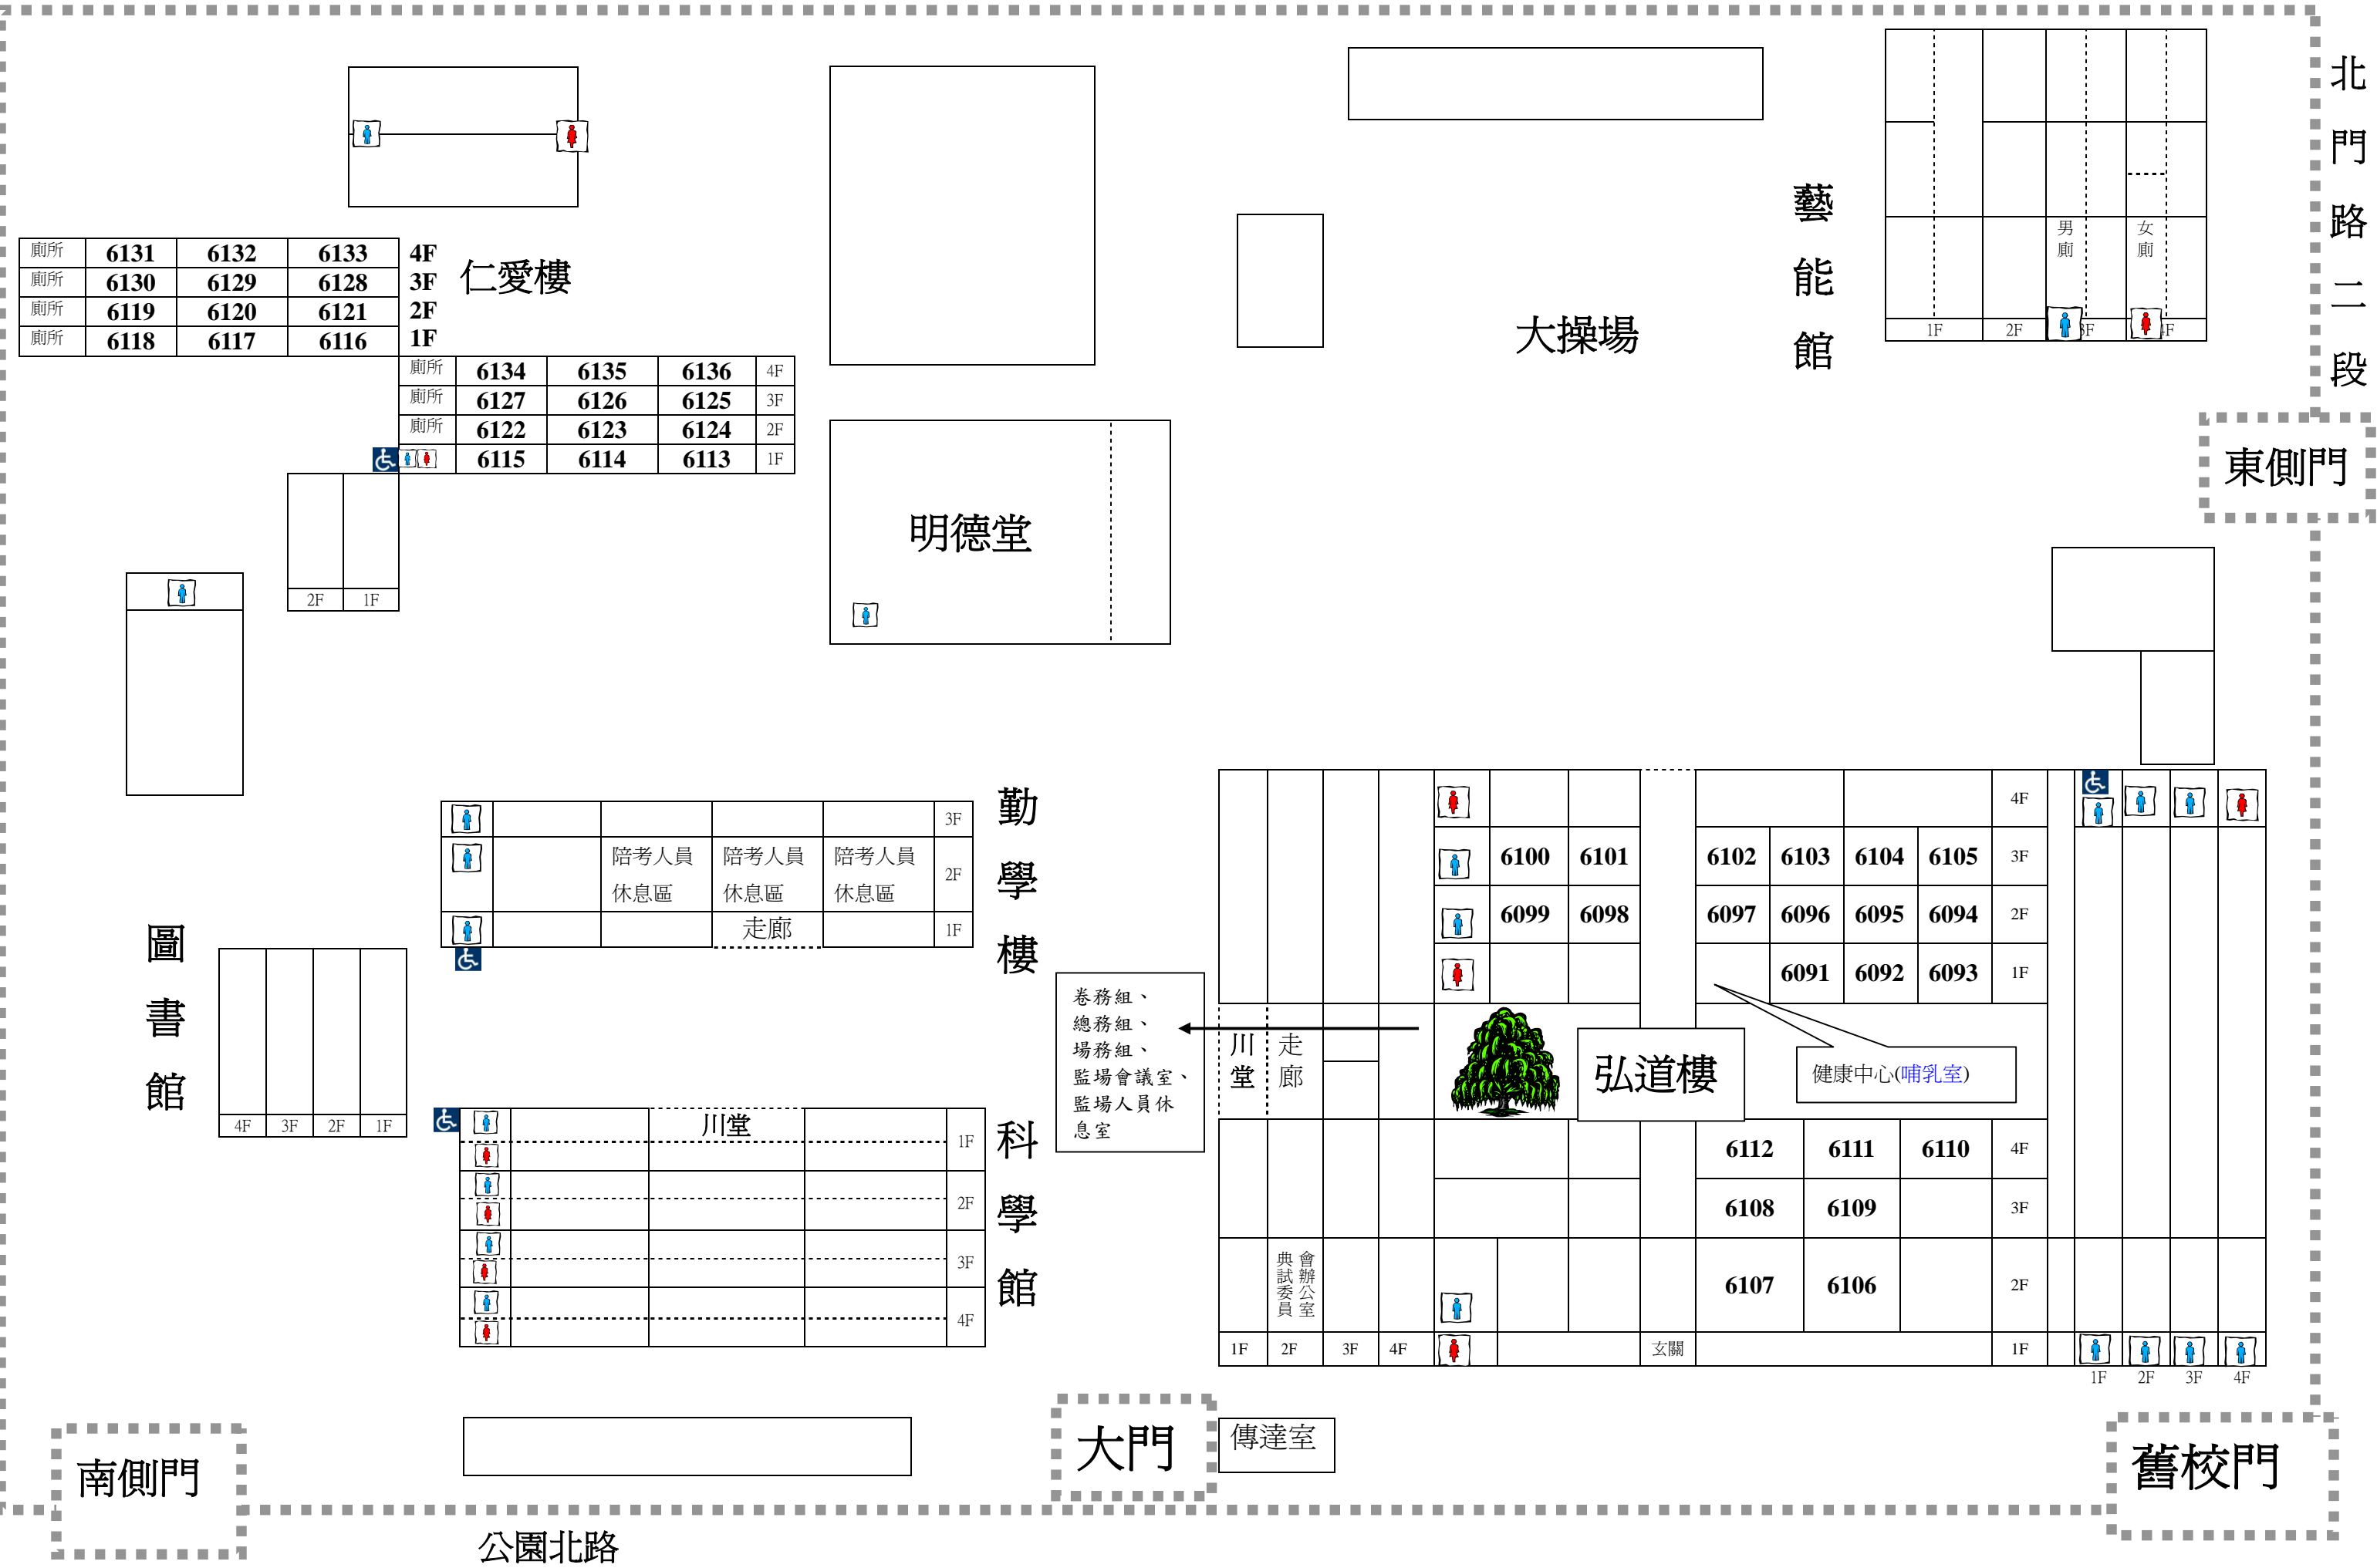 北門路二段
廁所 6131 6132 6133 4F
廁所 6130 6129 6128 3F
廁所 6119 6120 6121 2F
廁所 6118 6117 6116 1F
仁愛樓
廁所 6134 6135 6136 4F
廁所 6127 6126 6125 3F
廁所 6122 6123 6124 2F
6115 6114 6113 1F
2F 1F
大操場
藝能館
男廁
女廁
1F 2F 3F 4F
東側門
明德堂
勤學樓
3F
陪考人員 陪考人員 陪考人員
休息區 休息區 休息區
2F
走廊 1F
圖書館
4F 3F 2F 1F
科學館
川堂
1F
2F
3F
4F
卷務組、
總務組、
場務組、
監場會議室、
監場人員休
息室
川堂
走廊
4F
6100 6101 6102 6103 6104 6105 3F
6099 6098 6097 6096 6095 6094 2F
6091 6092 6093 1F
弘道樓
健康中心(哺乳室)
6112 6111 6110 4F
6108 6109 3F
6107 6106 2F
典試委員
會辦公室
1F 2F 3F 4F 玄關 1F
1F 2F 3F 4F
南側門
大門
傳達室
舊校門
公園北路